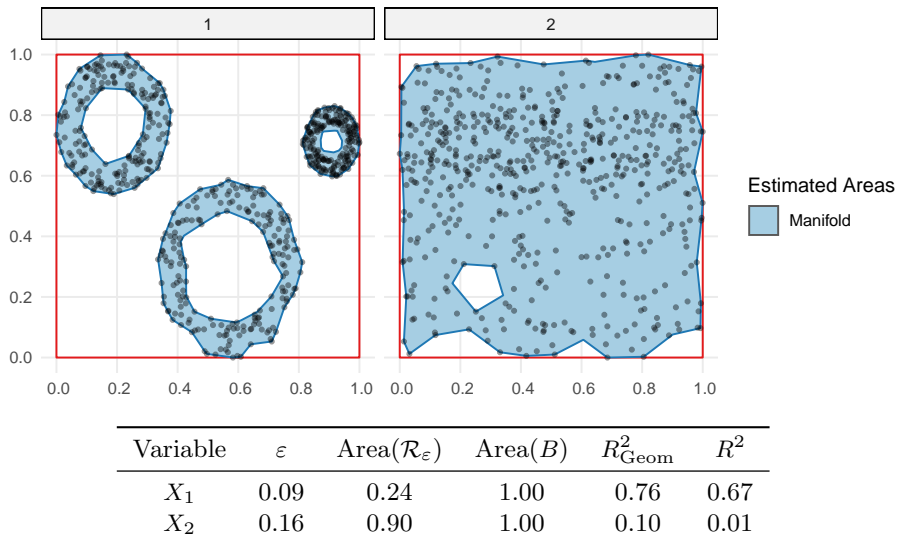 1 2
1.0
0.8
0.6
0.4
0.2
0.0
0.0 0.2 0.4 0.6 0.8 1.0 0.0 0.2 0.4 0.6 0.8 1.0
Estimated Areas
Manifold
Variable ε Area(𝓡_ε) Area(B) R²_Geom R²
X₁ 0.09 0.24 1.00 0.76 0.67
X₂ 0.16 0.90 1.00 0.10 0.01